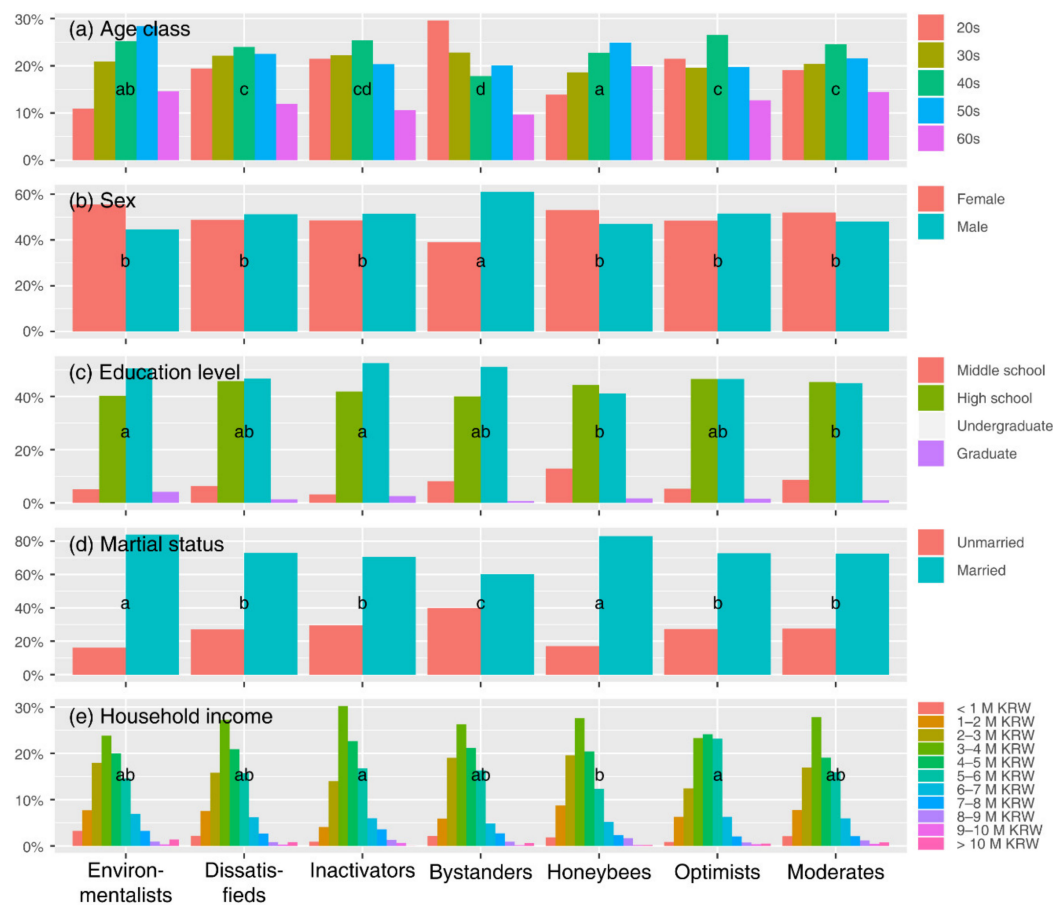 (a) Age class
30%
20%
10%
0%
ab
c
cd
d
a
c
c
20s
30s
40s
50s
60s
(b) Sex
60%
40%
20%
0%
b
b
b
a
b
b
b
Female
Male
(c) Education level
40%
20%
0%
a
ab
a
ab
b
ab
b
Middle school
High school
Undergraduate
Graduate
(d) Martial status
80%
60%
40%
20%
0%
a
b
b
c
a
b
b
Unmarried
Married
(e) Household income
30%
20%
10%
0%
ab
ab
a
ab
b
a
ab
< 1 M KRW
1–2 M KRW
2–3 M KRW
3–4 M KRW
4–5 M KRW
5–6 M KRW
6–7 M KRW
7–8 M KRW
8–9 M KRW
9–10 M KRW
> 10 M KRW
Environ-
mentalists
Dissatis-
fieds
Inactivators
Bystanders
Honeybees
Optimists
Moderates